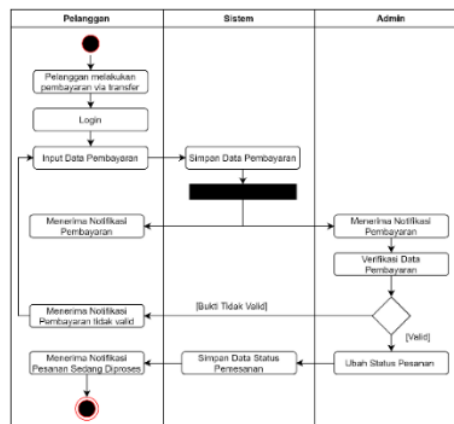 Pelanggan
Sistem
Admin
Pelanggan melakukan
pembayaran via transfer
Login
Input Data Pembayaran
Simpan Data Pembayaran
Menerima Notifikasi
Pembayaran
Menerima Notifikasi
Pembayaran
Verifikasi Data
Pembayaran
Menerima Notifikasi
Pembayaran tidak valid
[Bukti Tidak Valid]
[Valid]
Menerima Notifikasi
Pesanan Sedang Diproses
Simpan Data Status
Pemesanan
Ubah Status Pesanan